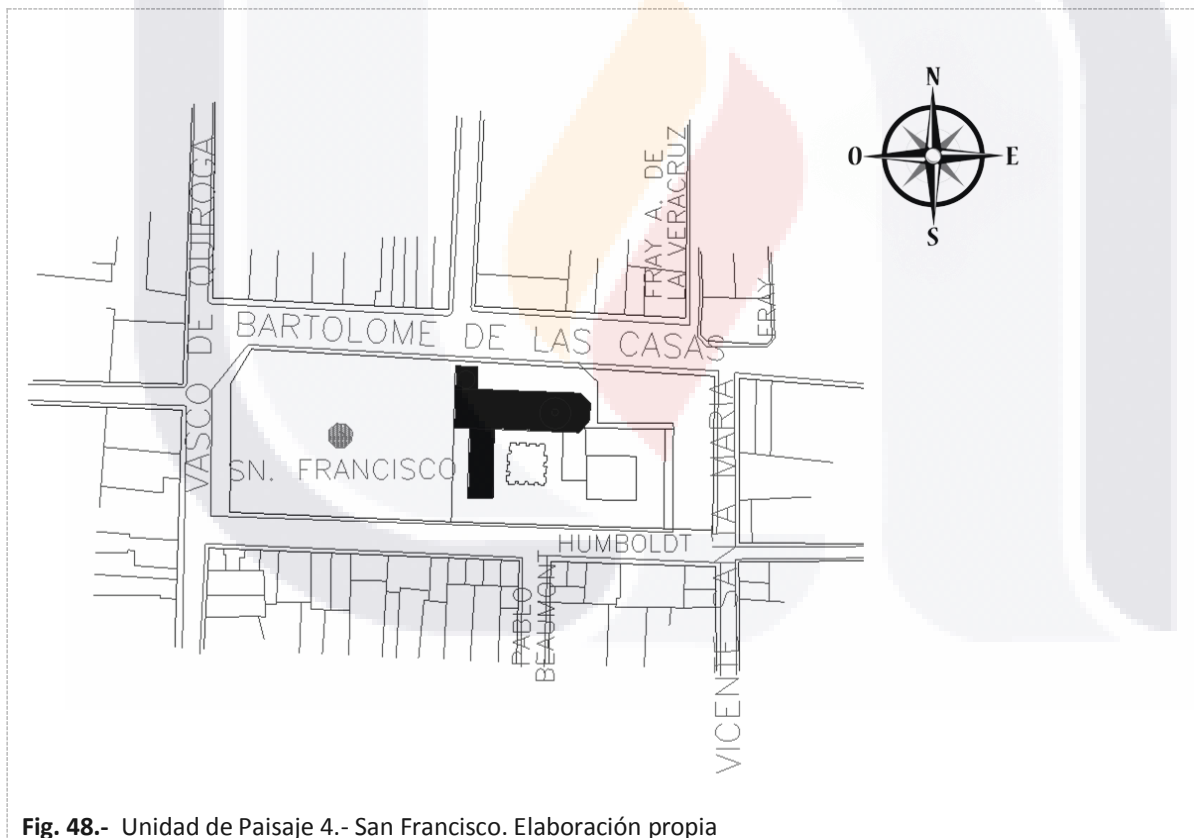 N
O E
S
VASCO DE QUIROGA
FRAY A. DE
LA VERACRUZ
FRAY
BARTOLOME DE LAS CASAS
SN. FRANCISCO
HUMBOLDT
PABLO
BEAUMONT
VICENTE SANTA MARIA
Fig. 48.- Unidad de Paisaje 4.- San Francisco. Elaboración propia